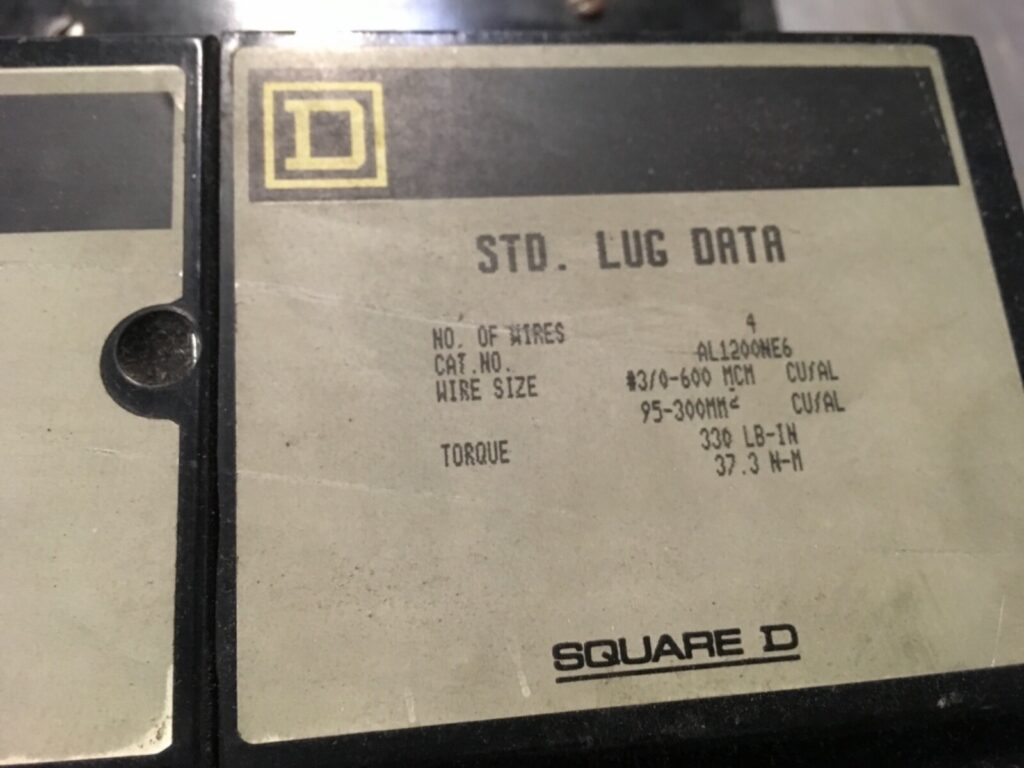 D
STD. LUG DATA
NO. OF WIRES 4
CAT.NO. AL1200NE6
WIRE SIZE #3/0-600 MCM CU/AL
95-300MM² CU/AL
TORQUE 330 LB-IN
37.3 N-M
SQUARE D